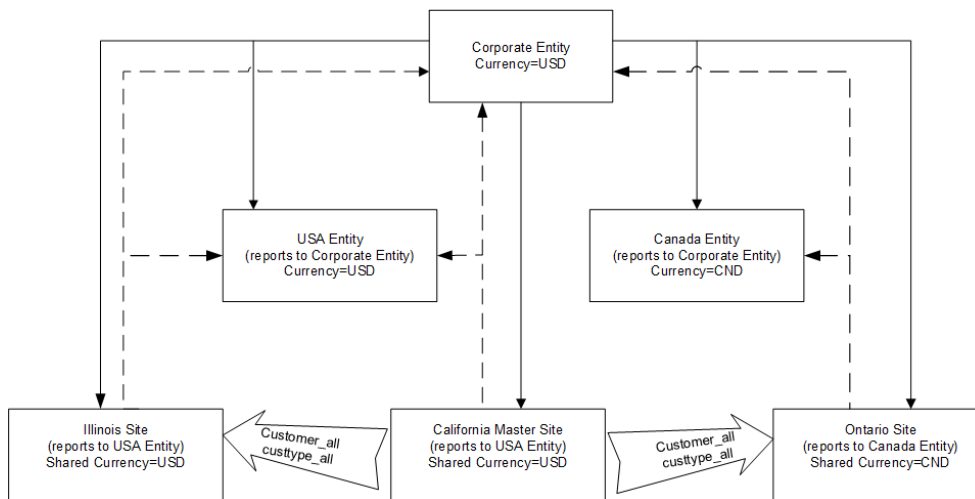 Corporate Entity
Currency=USD
USA Entity
(reports to Corporate Entity)
Currency=USD
Canada Entity
(reports to Corporate Entity)
Currency=CND
Illinois Site
(reports to USA Entity)
Shared Currency=USD
Customer_all
custtype_all
California Master Site
(reports to USA Entity)
Shared Currency=USD
Customer_all
custtype_all
Ontario Site
(reports to Canada Entity)
Shared Currency=CND